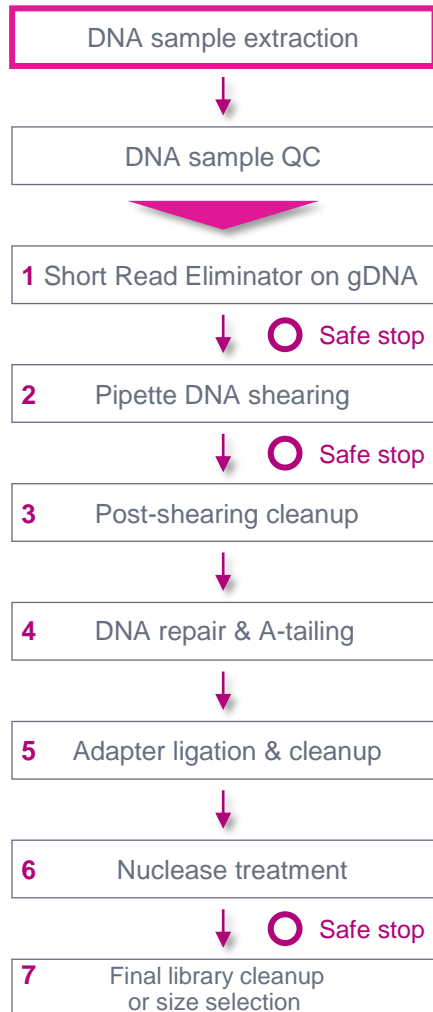 DNA sample extraction
DNA sample QC
1 Short Read Eliminator on gDNA
Safe stop
2 Pipette DNA shearing
Safe stop
3 Post-shearing cleanup
4 DNA repair & A-tailing
5 Adapter ligation & cleanup
6 Nuclease treatment
Safe stop
7 Final library cleanup
or size selection